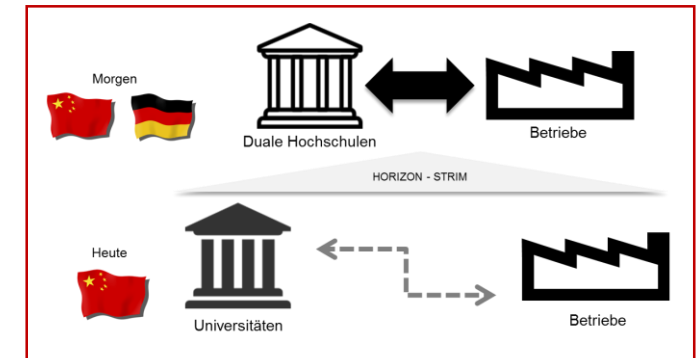 Morgen
Duale Hochschulen
Betriebe
HORIZON - STRIM
Heute
Universitäten
Betriebe